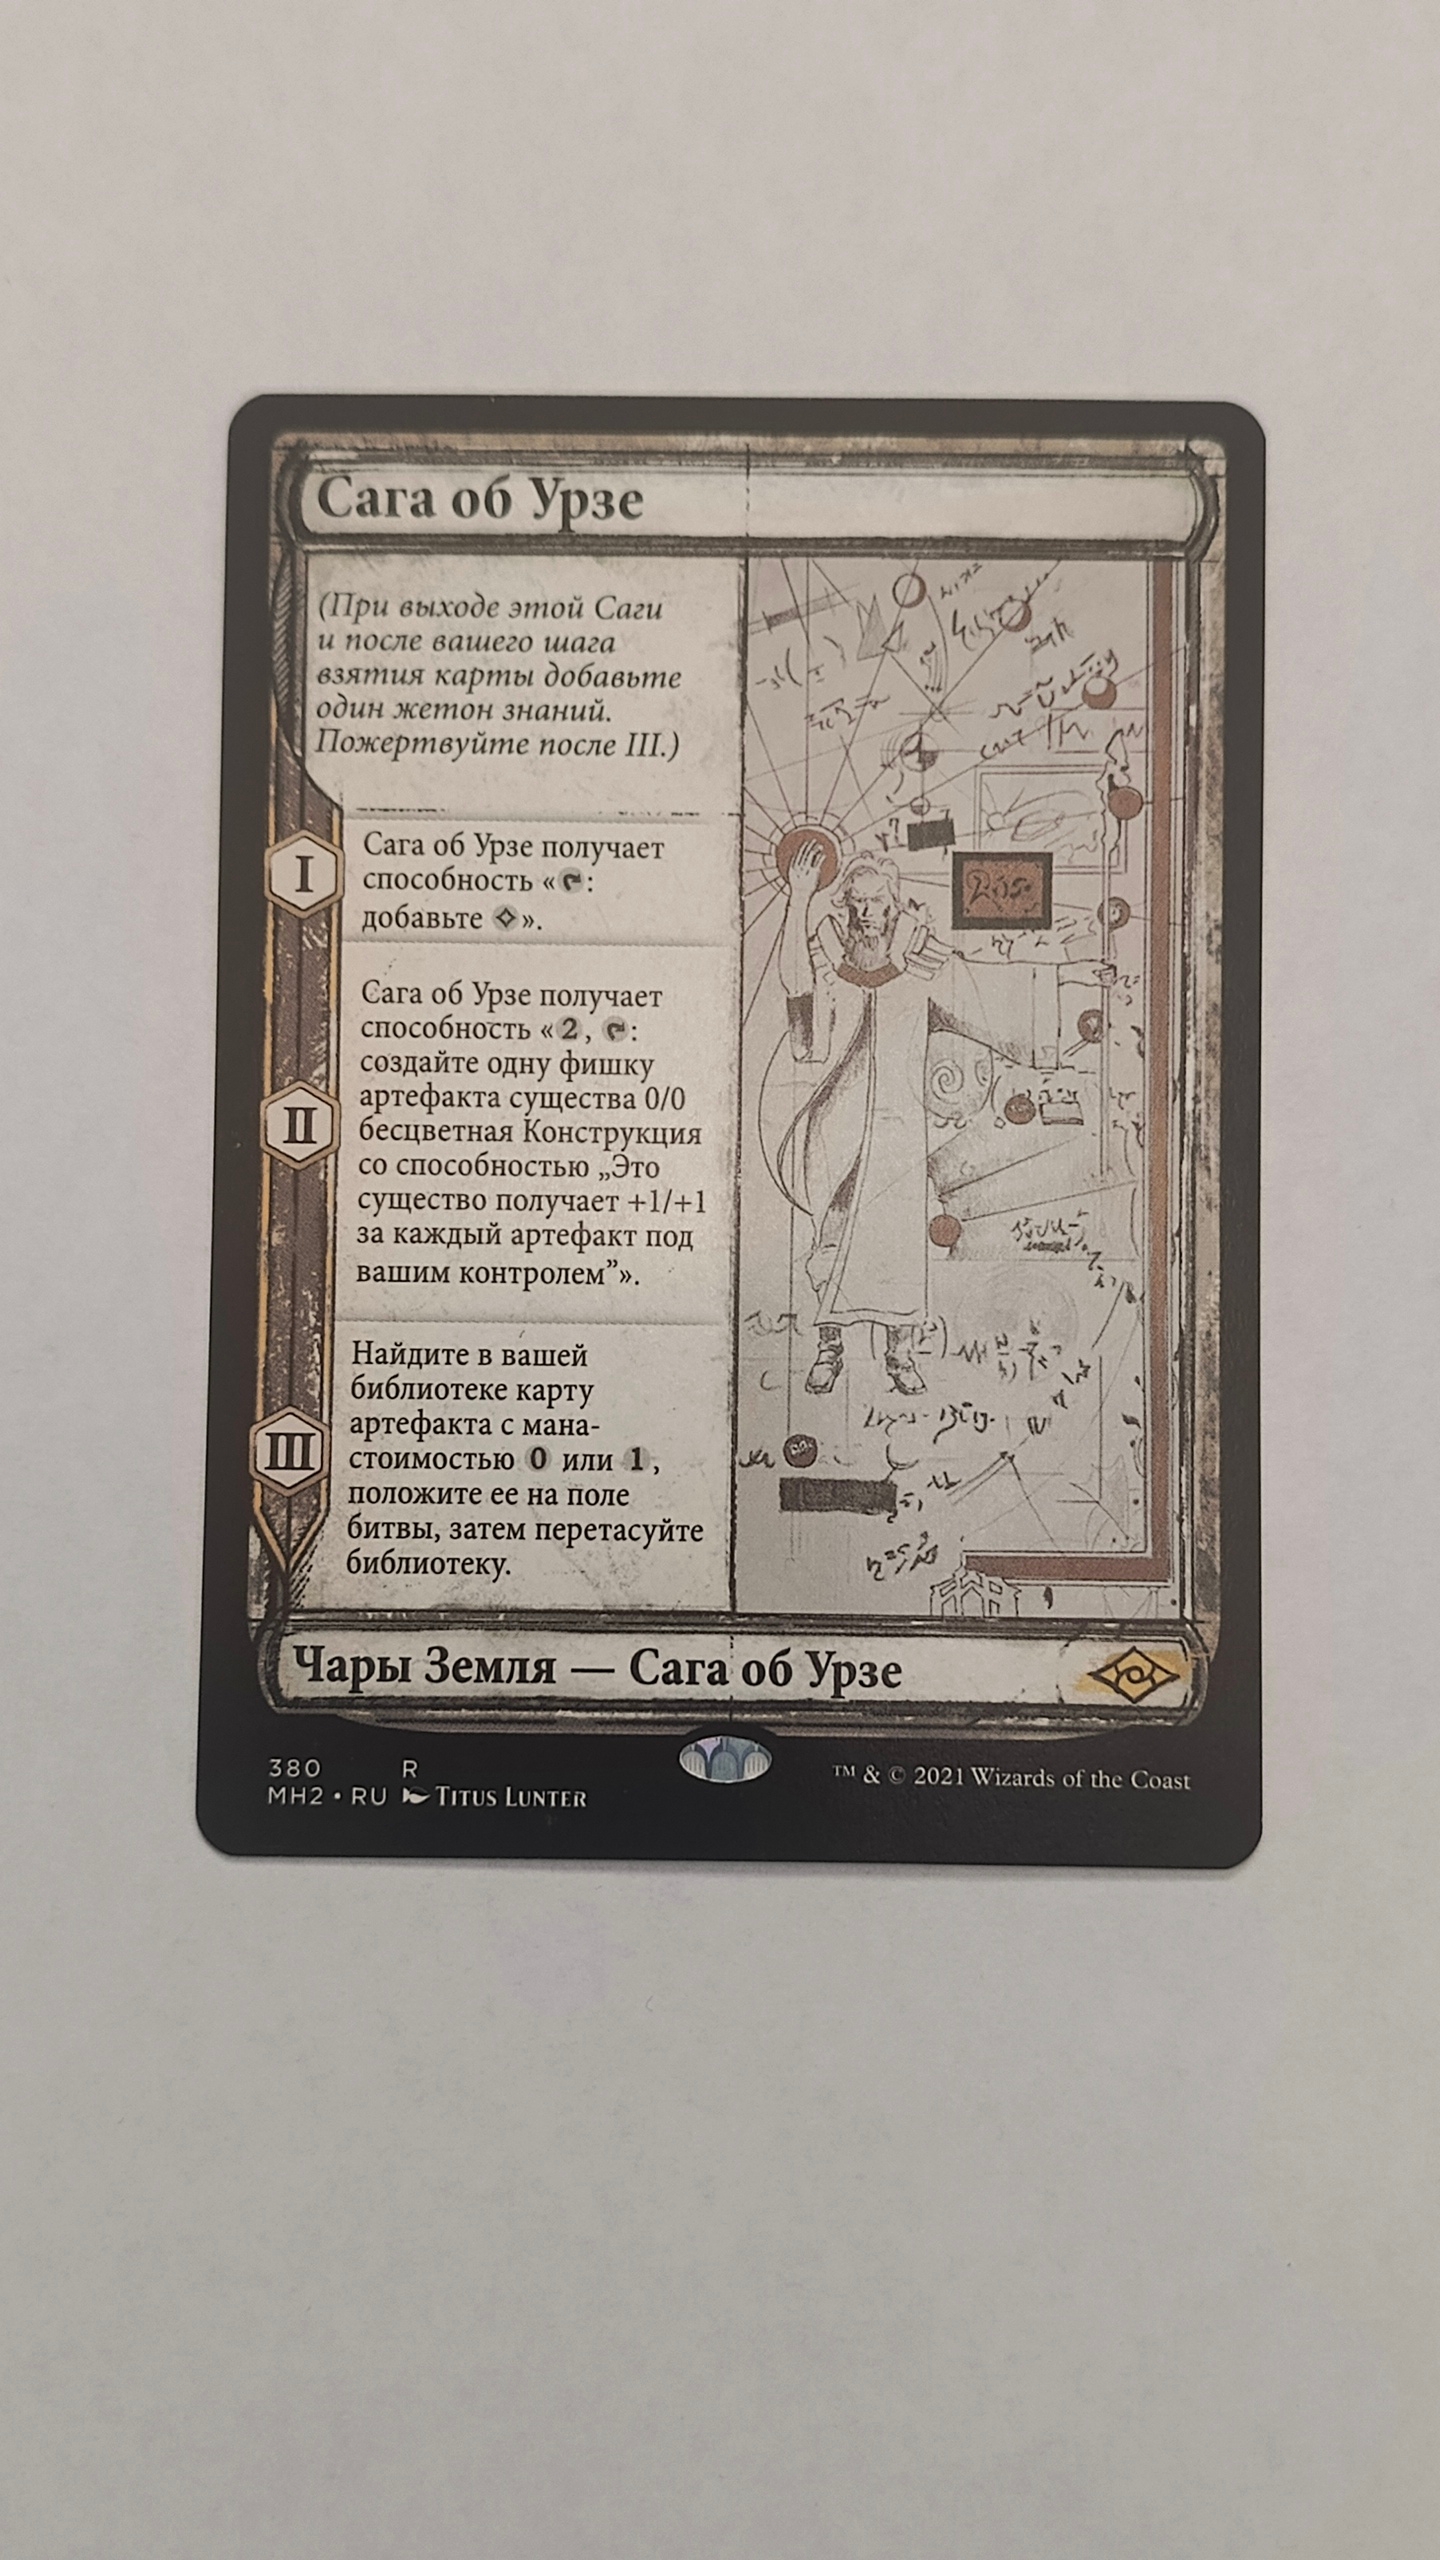 Сага об Урзе
(При выходе этой Саги
и после вашего шага
взятия карты добавьте
один жетон знаний.
Пожертвуйте после III.)
I
Сага об Урзе получает
способность « :
добавьте ».
II
Сага об Урзе получает
способность «2, :
создайте одну фишку
артефакта существа 0/0
бесцветная Конструкция
со способностью „Это
существо получает +1/+1
за каждый артефакт под
вашим контролем”».
III
Найдите в вашей
библиотеке карту
артефакта с мана-
стоимостью 0 или 1,
положите ее на поле
битвы, затем перетасуйте
библиотеку.
Чары Земля — Сага об Урзе
380 R
MH2 • RU TITUS LUNTER
™ & © 2021 Wizards of the Coast